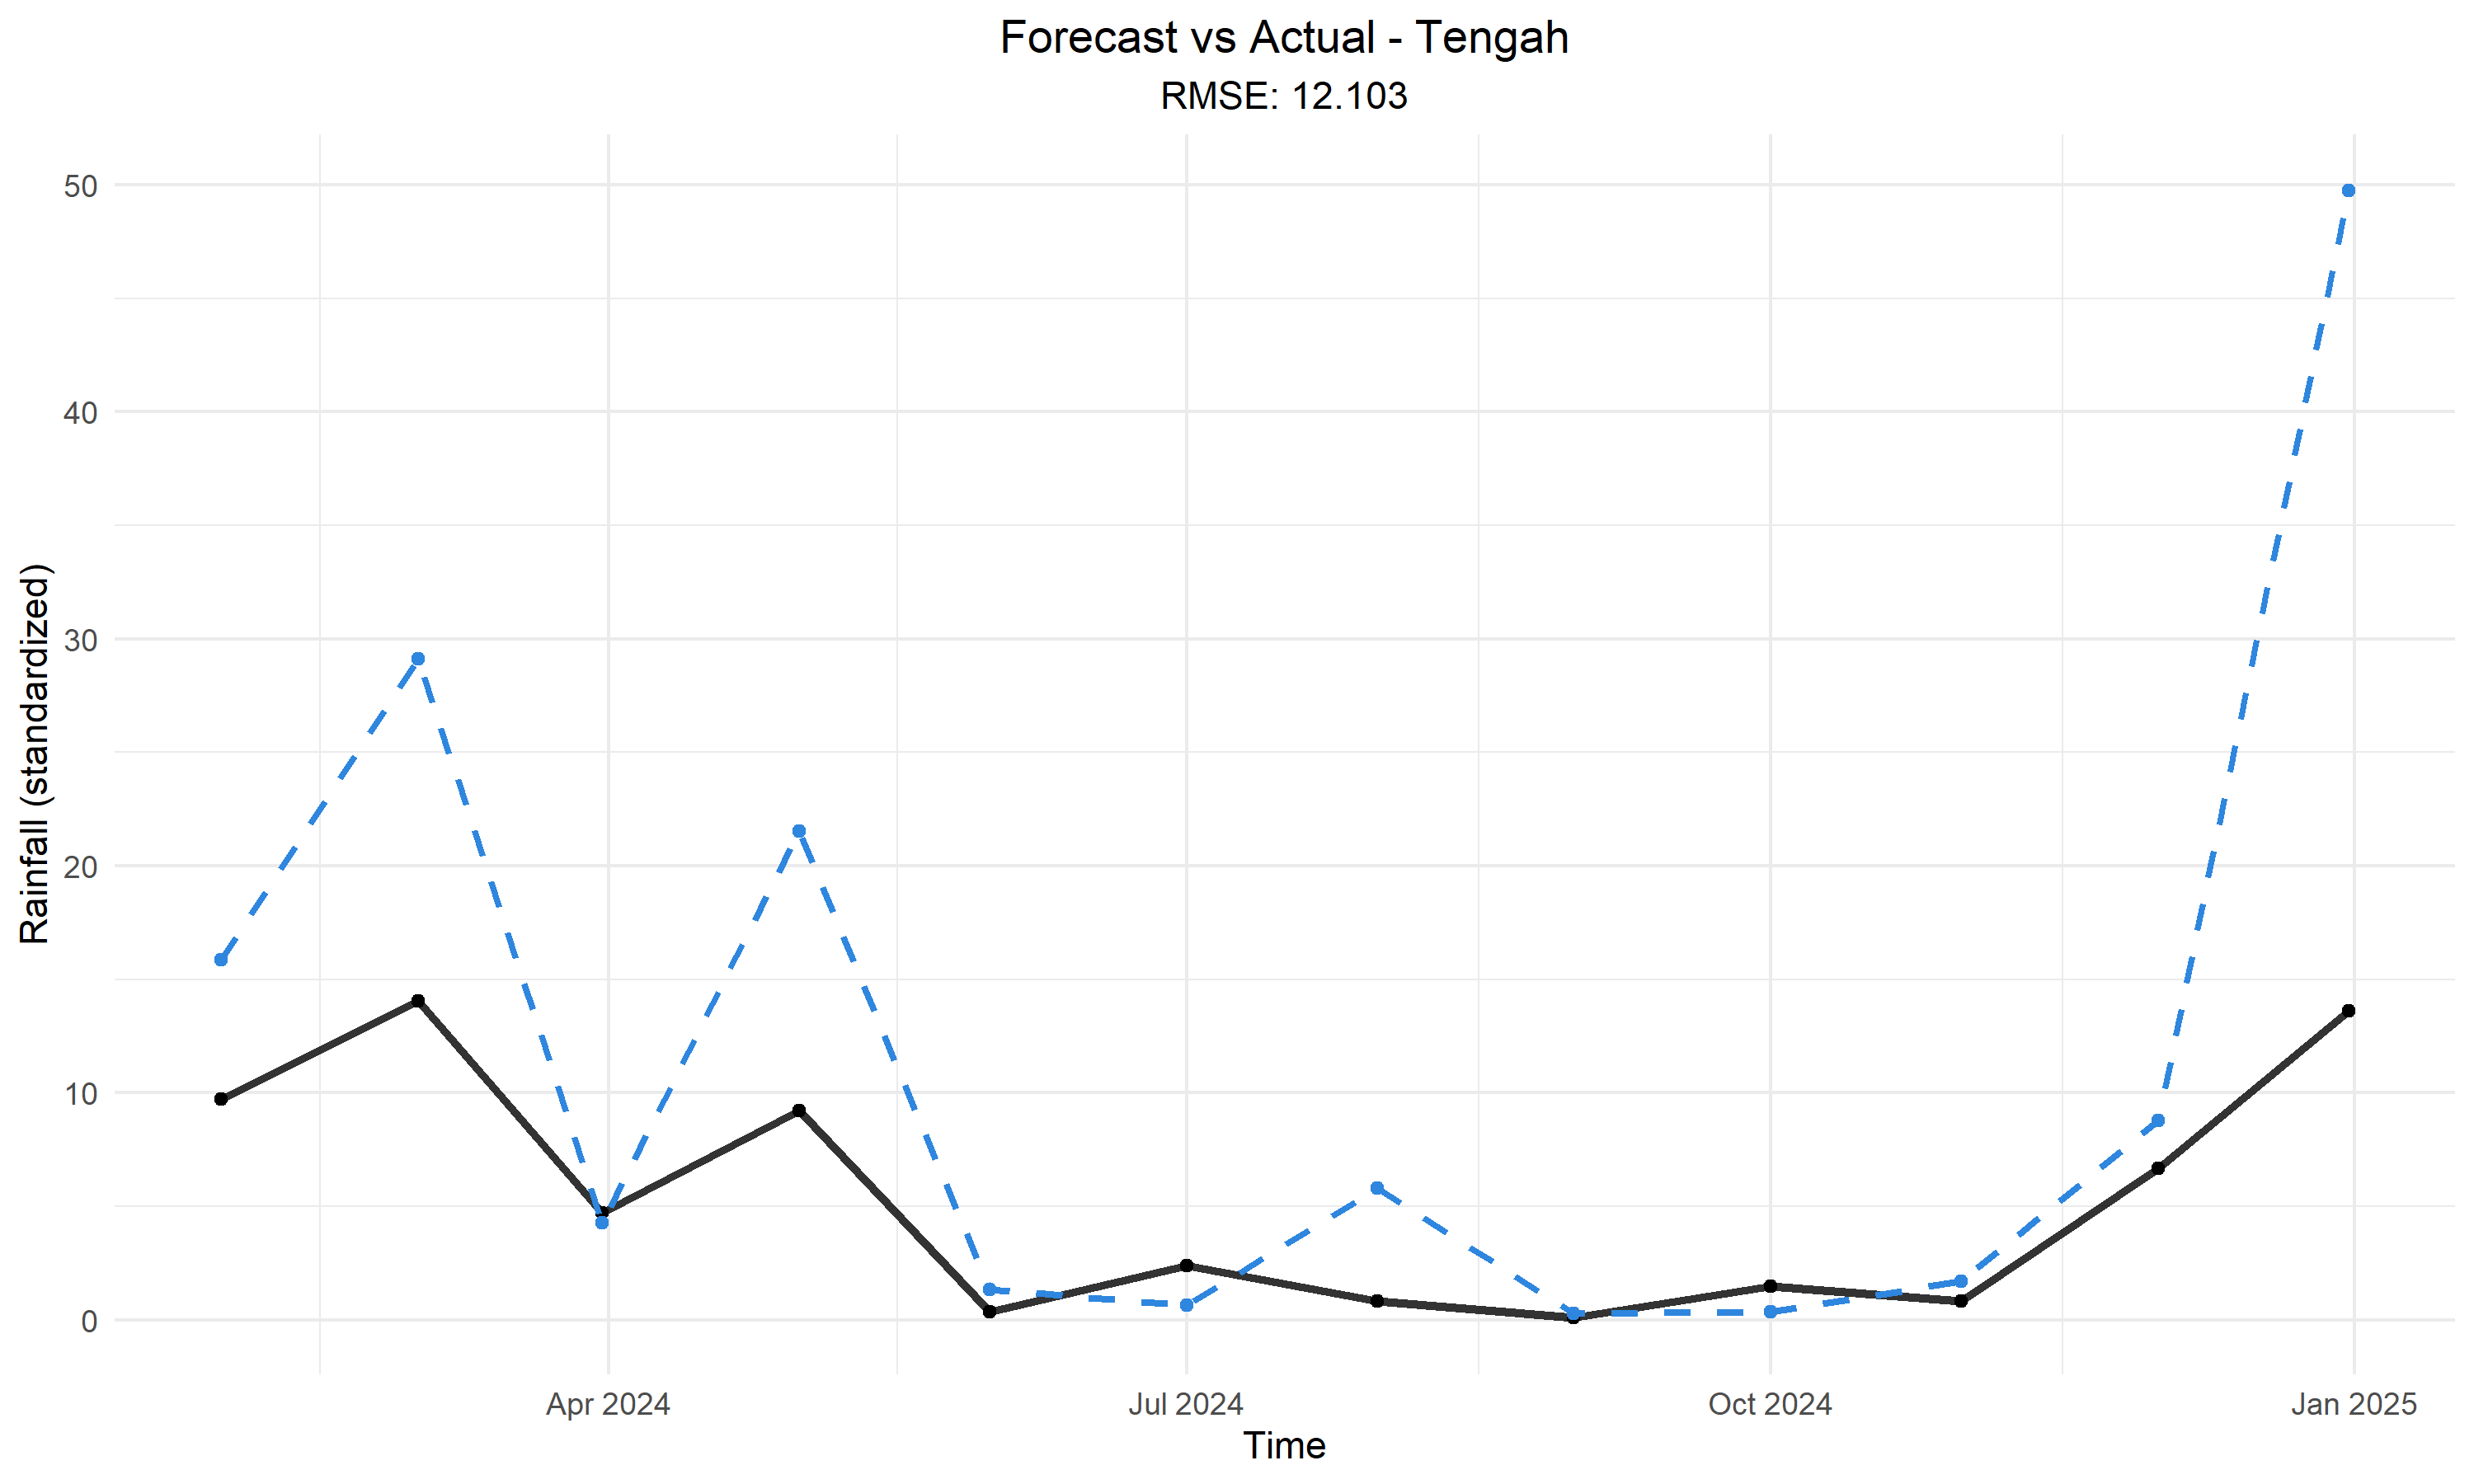 Forecast vs Actual - Tengah
RMSE: 12.103
Rainfall (standardized)
50
40
30
20
10
0
Apr 2024
Jul 2024
Oct 2024
Jan 2025
Time